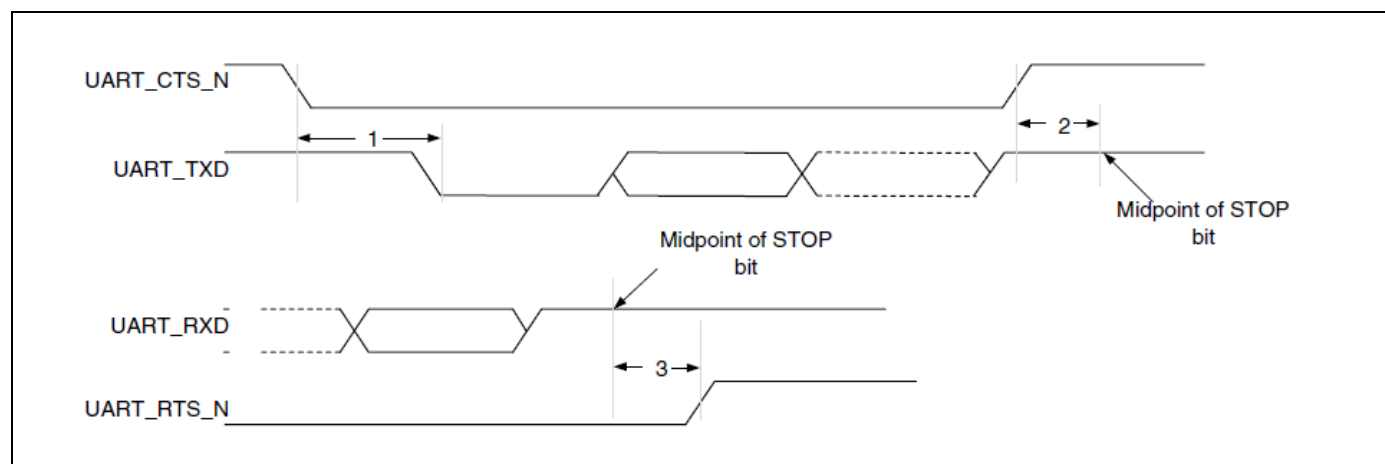 UART_CTS_N
1
2
UART_TXD
Midpoint of STOP
bit
Midpoint of STOP
bit
UART_RXD
3
UART_RTS_N